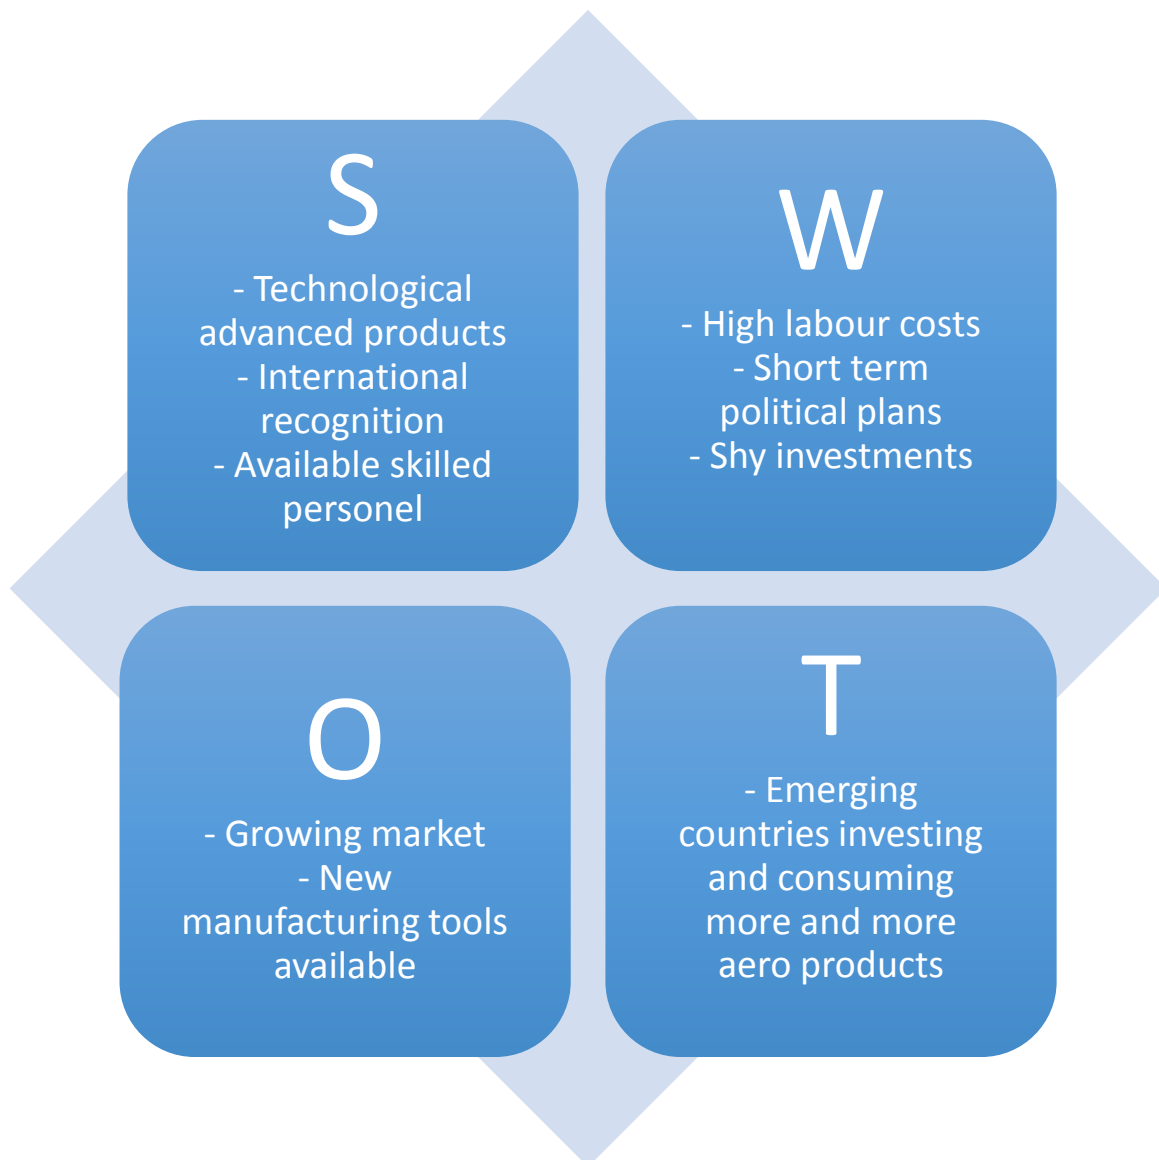 S
- Technological
advanced products
- International
recognition
- Available skilled
personel
W
- High labour costs
- Short term
political plans
- Shy investments
O
- Growing market
- New
manufacturing tools
available
T
- Emerging
countries investing
and consuming
more and more
aero products